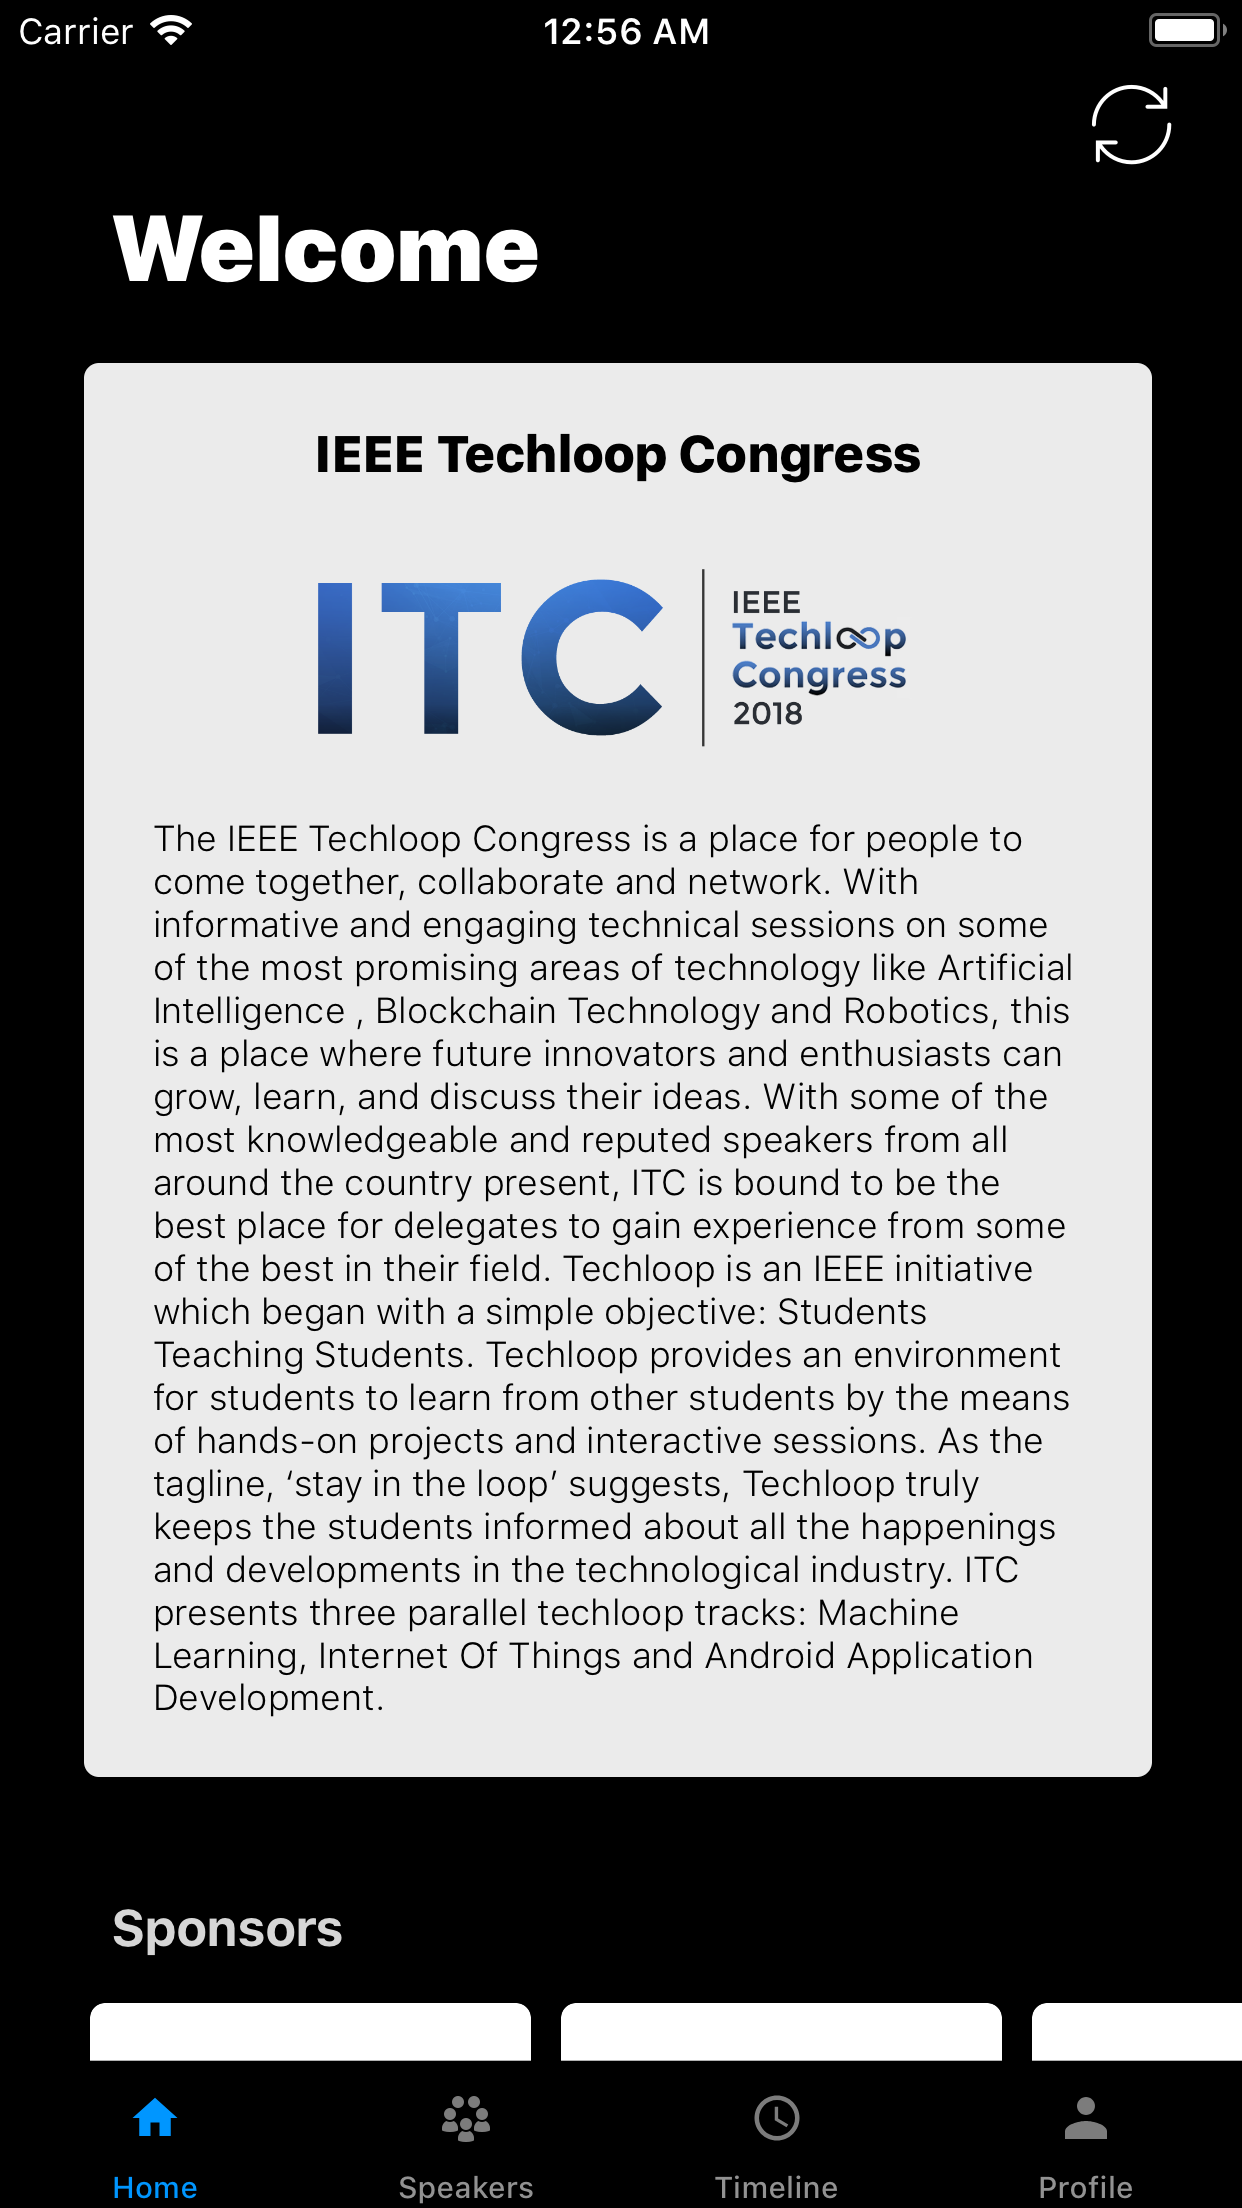 Carrier 12:56 AM
Welcome
IEEE Techloop Congress
ITC
IEEE
Techloop
Congress
2018
The IEEE Techloop Congress is a place for people to
come together, collaborate and network. With
informative and engaging technical sessions on some
of the most promising areas of technology like Artificial
Intelligence , Blockchain Technology and Robotics, this
is a place where future innovators and enthusiasts can
grow, learn, and discuss their ideas. With some of the
most knowledgeable and reputed speakers from all
around the country present, ITC is bound to be the
best place for delegates to gain experience from some
of the best in their field. Techloop is an IEEE initiative
which began with a simple objective: Students
Teaching Students. Techloop provides an environment
for students to learn from other students by the means
of hands-on projects and interactive sessions. As the
tagline, ‘stay in the loop’ suggests, Techloop truly
keeps the students informed about all the happenings
and developments in the technological industry. ITC
presents three parallel techloop tracks: Machine
Learning, Internet Of Things and Android Application
Development.
Sponsors
Home Speakers Timeline Profile